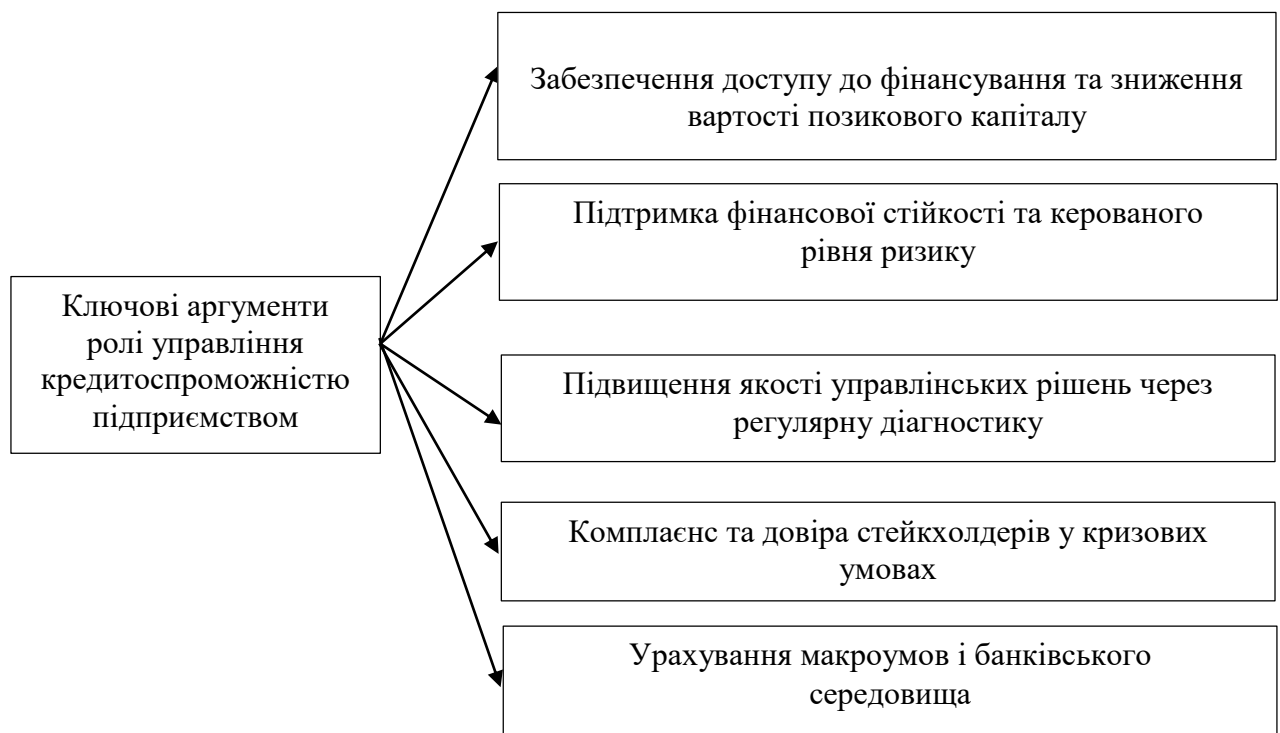 Забезпечення доступу до фінансування та зниження
вартості позикового капіталу
Підтримка фінансової стійкості та керованого
рівня ризику
Ключові аргументи
ролі управління
кредитоспроможністю
підприємством
Підвищення якості управлінських рішень через
регулярну діагностику
Комплаєнс та довіра стейкхолдерів у кризових
умовах
Урахування макроумов і банківського
середовища